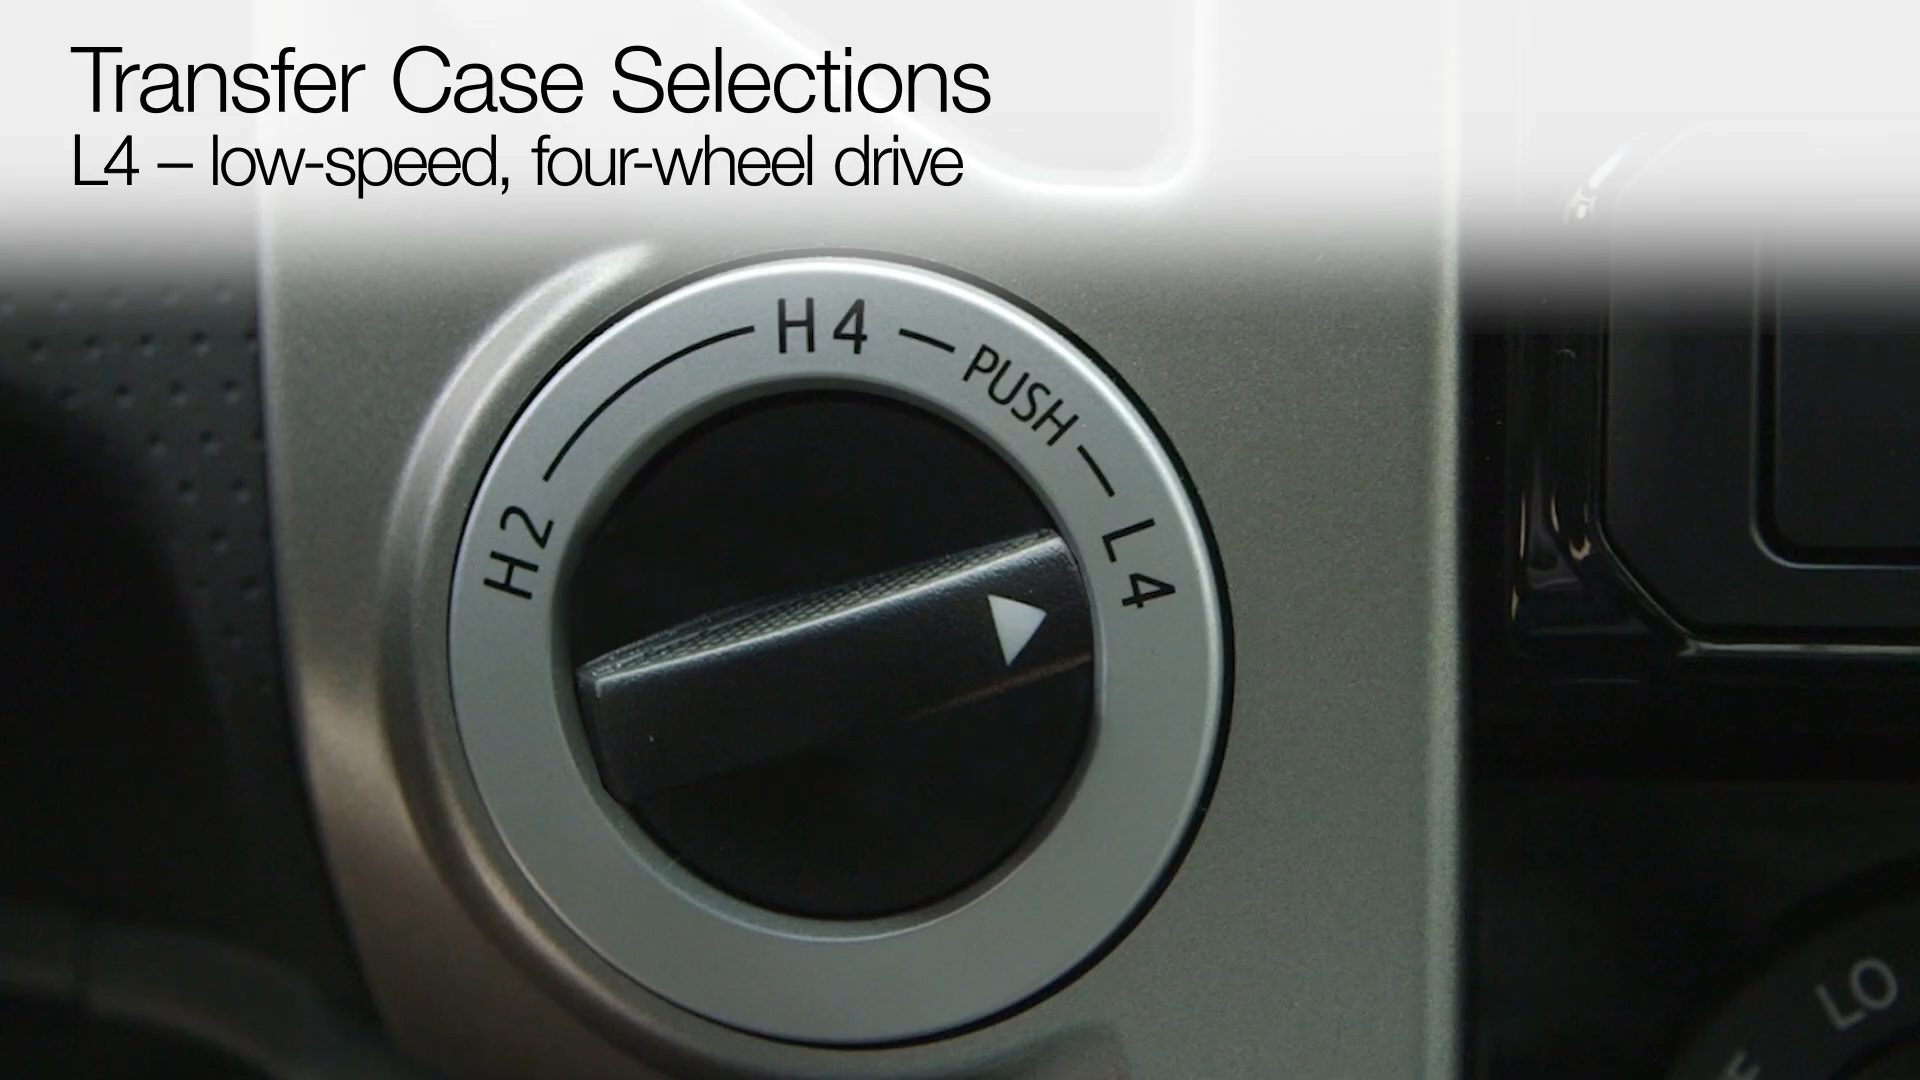 Transfer Case Selections
L4 – low-speed, four-wheel drive
H2 H4 PUSH L4
LO